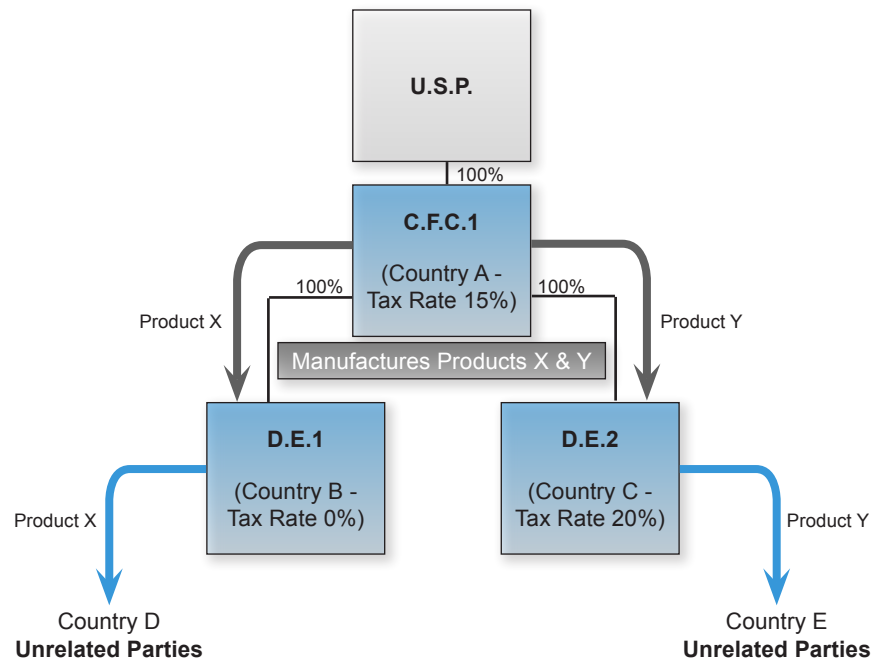 U.S.P.
100%
C.F.C.1
(Country A -
Tax Rate 15%)
100%
100%
Product X
Product Y
Manufactures Products X & Y
D.E.1
(Country B -
Tax Rate 0%)
D.E.2
(Country C -
Tax Rate 20%)
Product X
Product Y
Country D
Unrelated Parties
Country E
Unrelated Parties